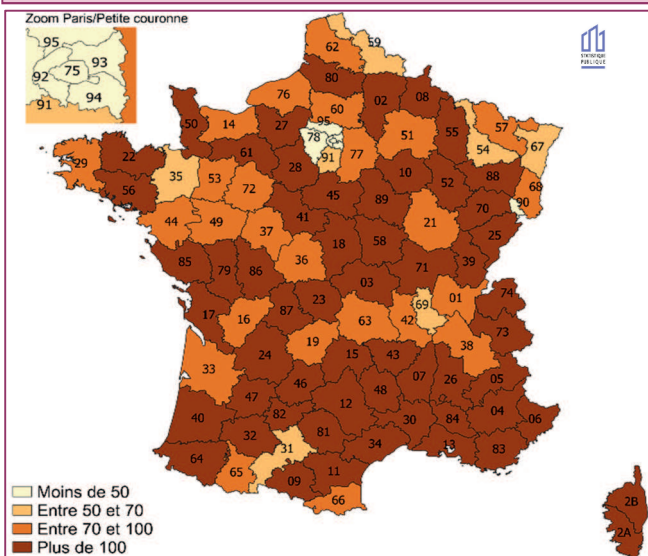 Zoom Paris/Petite couronne
STATISTIQUE
PUBLIQUE
95
92 75 93
94
91
59
62
80
76 02 08
60
50 14 27 95 51 55 57
78 54 67
61 91 77
29 22 28 10 88 68
35 53 52
56 72 45 90
89 70
44 49 41 21 25
37
18 58
36 39
85 79 86 71
03
74
17 87 23 69 01
16 63 42
73
19 38
24 15 43
33 07 26 05
46 48
47 12
40 82 04
30 84 06
32 81 34 13
31 83
64 11
65 09
66
2B
2A
Moins de 50
Entre 50 et 70
Entre 70 et 100
Plus de 100